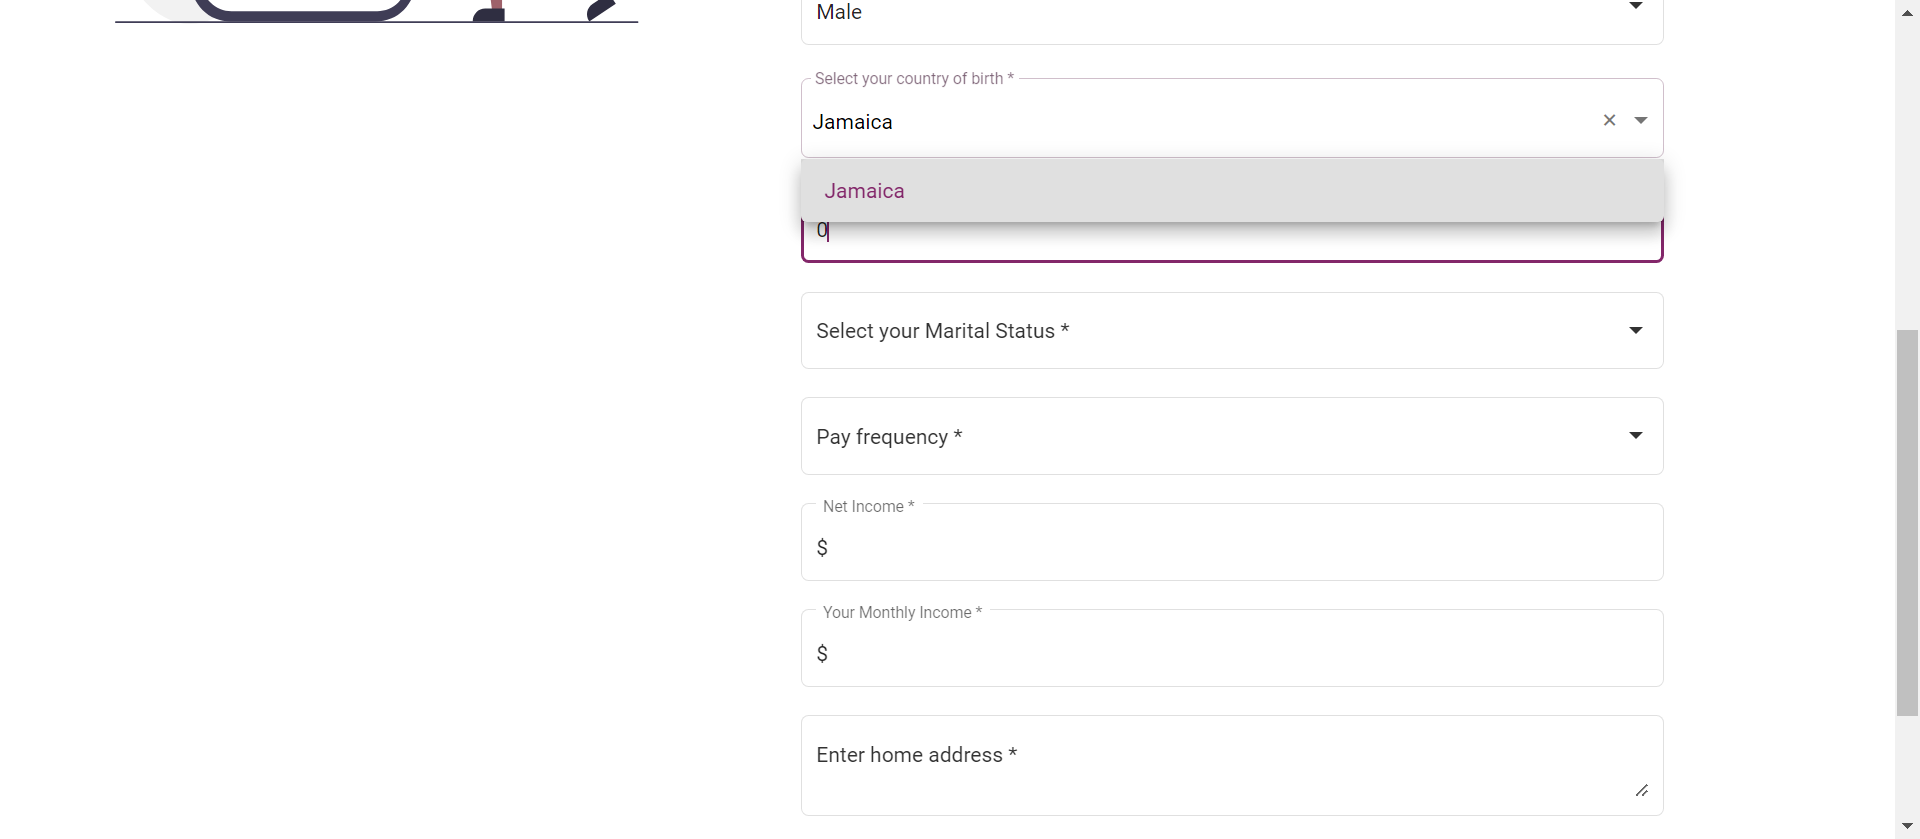 Male
Select your country of birth *
Jamaica
Jamaica
0
Select your Marital Status *
Pay frequency *
Net Income *
$
Your Monthly Income *
$
Enter home address *